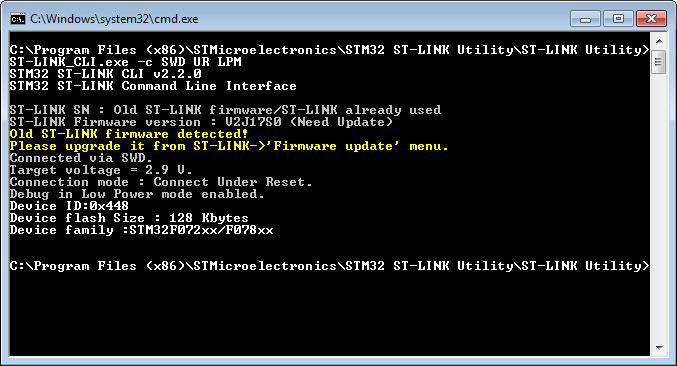 C:\Windows\system32\cmd.exe
C:\Program Files (x86)\STMicroelectronics\STM32 ST-LINK Utility\ST-LINK Utility>
ST-LINK_CLI.exe -c SWD UR LPM
STM32 ST-LINK CLI v2.2.0
STM32 ST-LINK Command Line Interface
ST-LINK SN : Old ST-LINK firmware/ST-LINK already used
ST-LINK Firmware version : V2J17S0 (Need Update)
Old ST-LINK firmware detected!
Please upgrade it from ST-LINK->'Firmware update' menu.
Connected via SWD.
Target voltage = 2.9 V.
Connection mode : Connect Under Reset.
Debug in Low Power mode enabled.
Device ID:0x448
Device flash Size : 128 Kbytes
Device family :STM32F072xx/F078xx
C:\Program Files (x86)\STMicroelectronics\STM32 ST-LINK Utility\ST-LINK Utility>